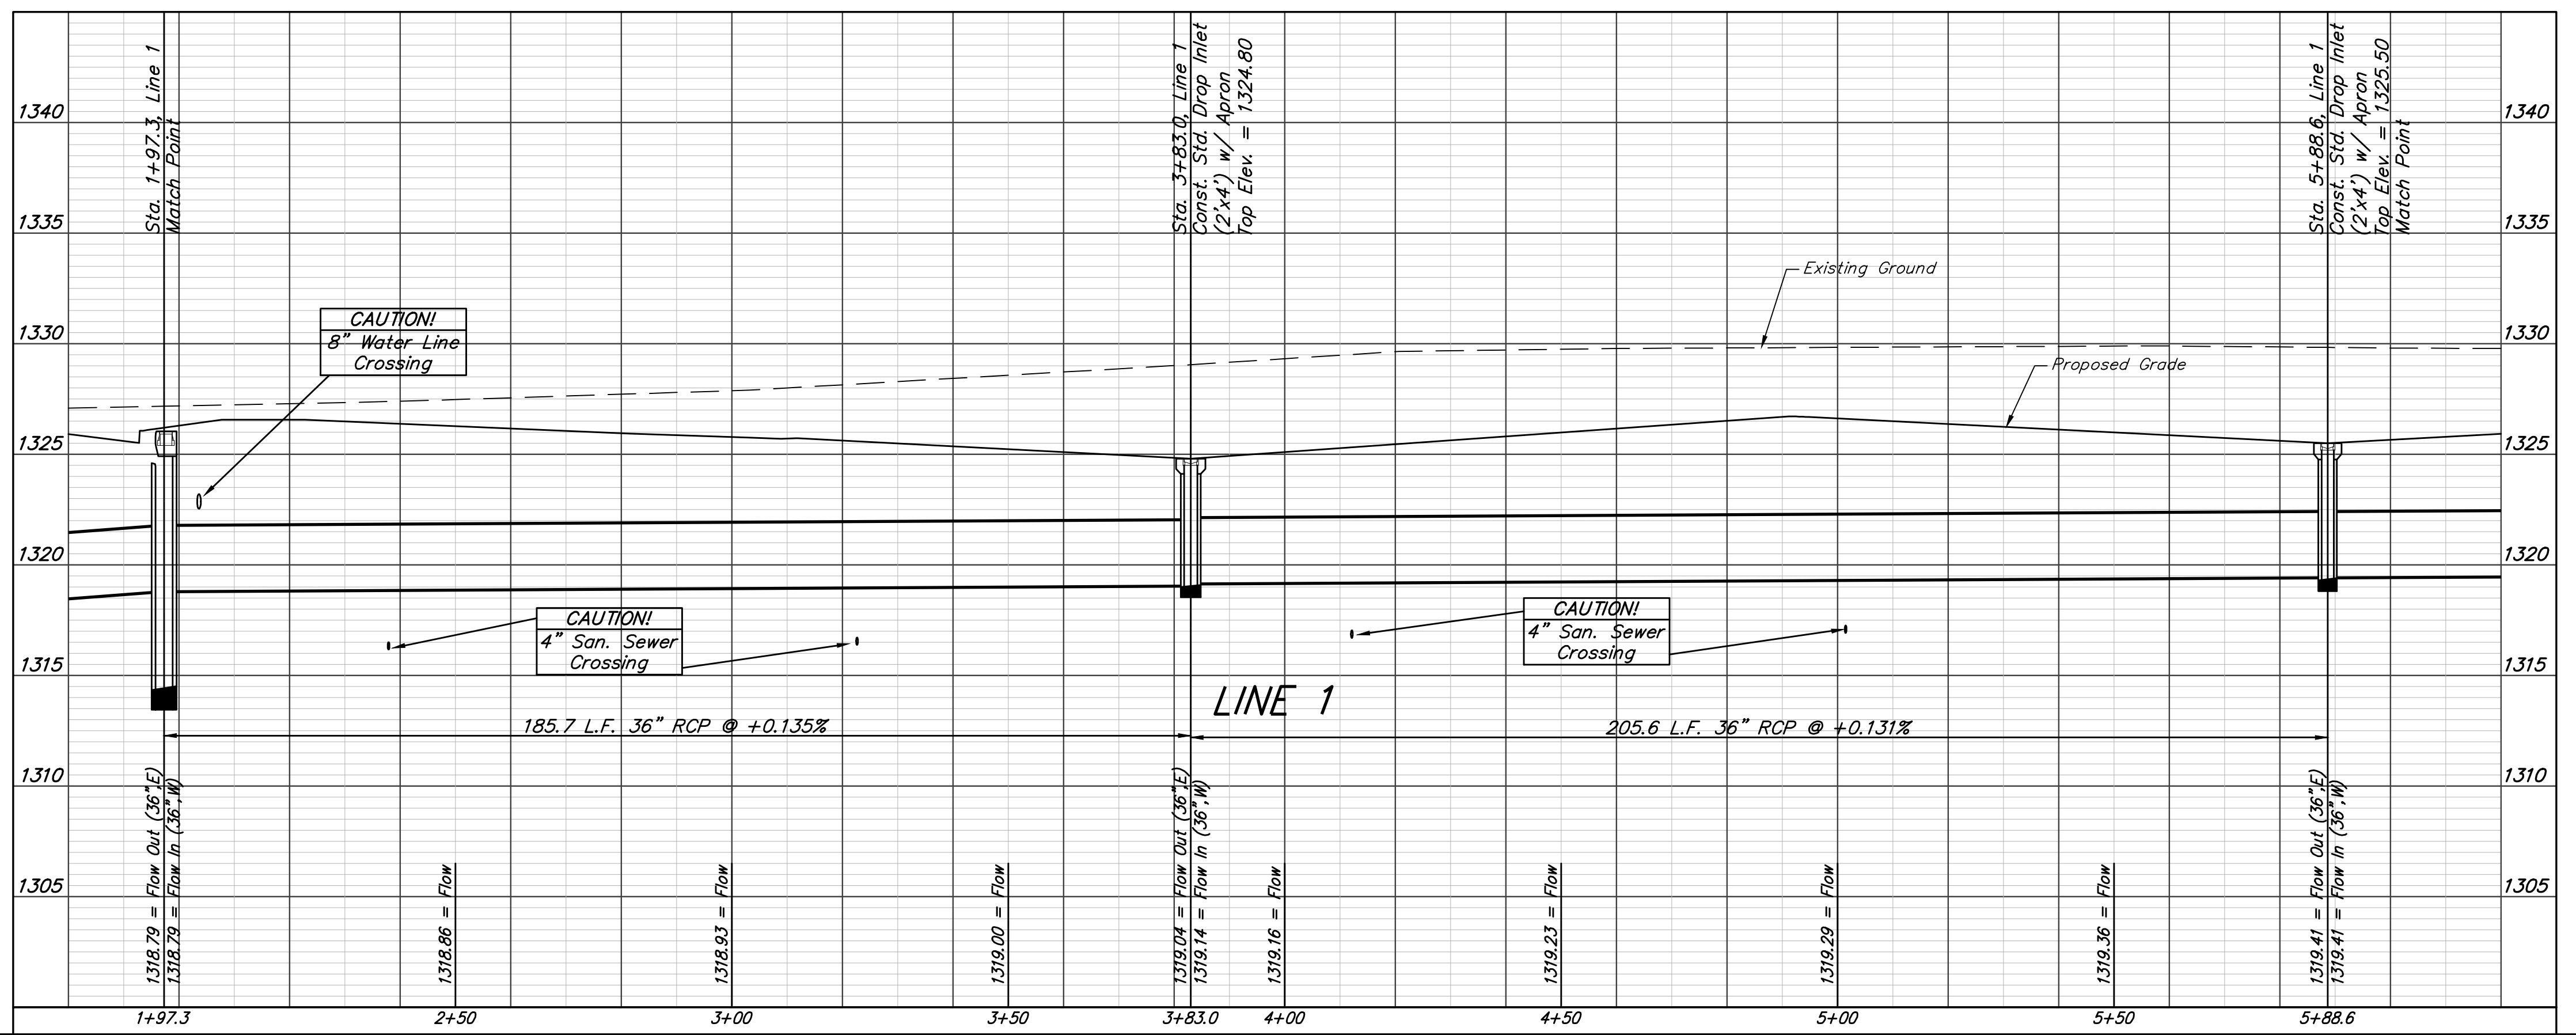 Sta. 1+97.3, Line 1
Match Point
Sta. 3+83.0, Line 1
Const. Std. Drop Inlet
(2'x4') w/ Apron
Top Elev. = 1324.80
Sta. 5+88.6, Line 1
Const. Std. Drop Inlet
(2'x4') w/ Apron
Top Elev. = 1325.50
Match Point
1340
1340
1335
1335
Existing Ground
CAUTION!
8" Water Line
Crossing
1330
1330
Proposed Grade
1325
1325
1320
1320
CAUTION!
4" San. Sewer
Crossing
CAUTION!
4" San. Sewer
Crossing
1315
1315
LINE 1
185.7 L.F. 36" RCP @ +0.135%
205.6 L.F. 36" RCP @ +0.131%
1310
1310
1305
1305
1318.79 = Flow Out (36",E)
1318.79 = Flow In (36",W)
1318.86 = Flow
1318.93 = Flow
1319.00 = Flow
1319.04 = Flow Out (36",E)
1319.14 = Flow In (36",W)
1319.16 = Flow
1319.23 = Flow
1319.29 = Flow
1319.36 = Flow
1319.41 = Flow Out (36",E)
1319.41 = Flow In (36",W)
1+97.3
2+50
3+00
3+50
3+83.0
4+00
4+50
5+00
5+50
5+88.6